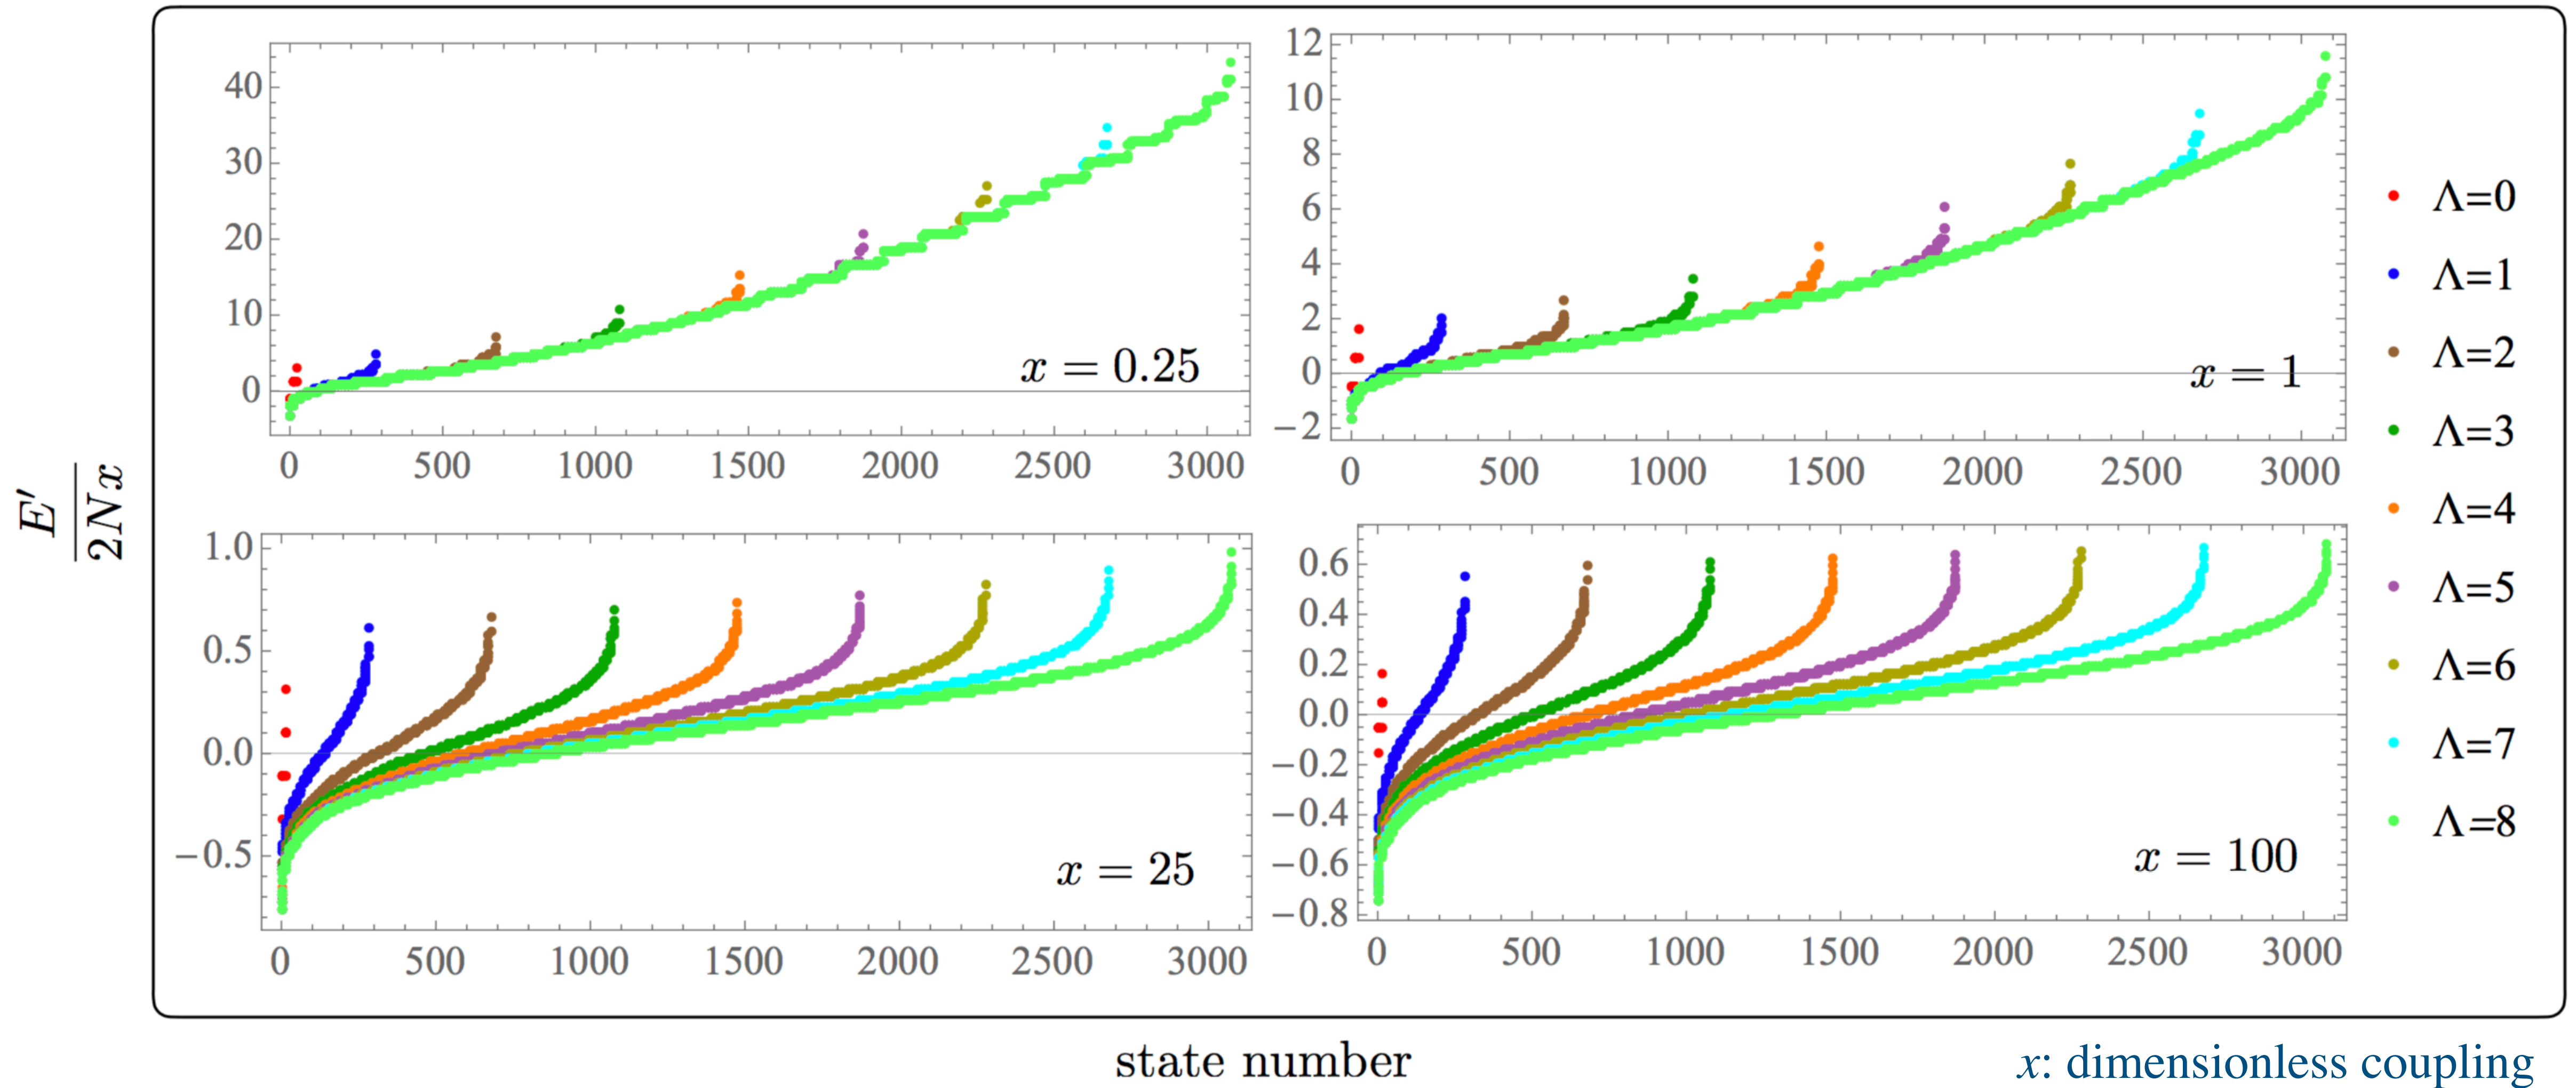 40
30
20
10
0
0 500 1000 1500 2000 2500 3000
x = 0.25
12
10
8
6
4
2
0
−2
0 500 1000 1500 2000 2500 3000
x = 1
E′
2Nx
1.0
0.5
0.0
−0.5
0 500 1000 1500 2000 2500 3000
x = 25
0.6
0.4
0.2
0.0
−0.2
−0.4
−0.6
−0.8
0 500 1000 1500 2000 2500 3000
x = 100
Λ=0
Λ=1
Λ=2
Λ=3
Λ=4
Λ=5
Λ=6
Λ=7
Λ=8
state number
x: dimensionless coupling